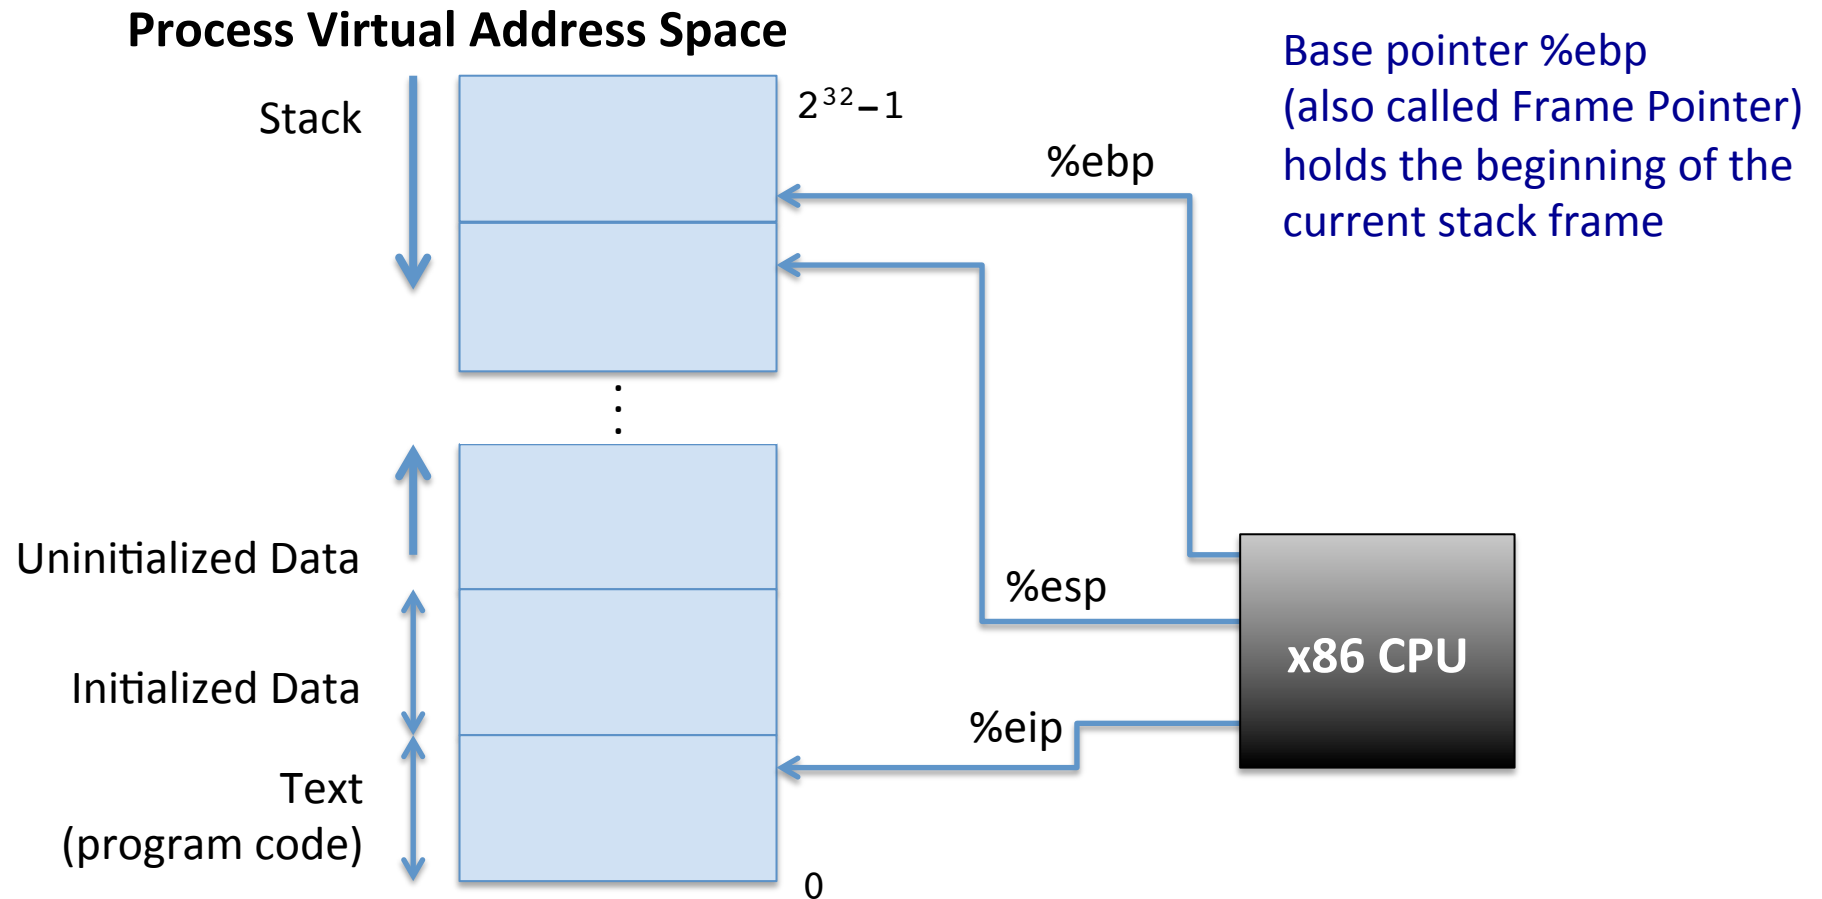 Process Virtual Address Space
Base pointer %ebp
(also called Frame Pointer)
holds the beginning of the
current stack frame
Stack
2³²-1
%ebp
⋮
Uninitialized Data
%esp
x86 CPU
Initialized Data
%eip
Text
(program code)
0